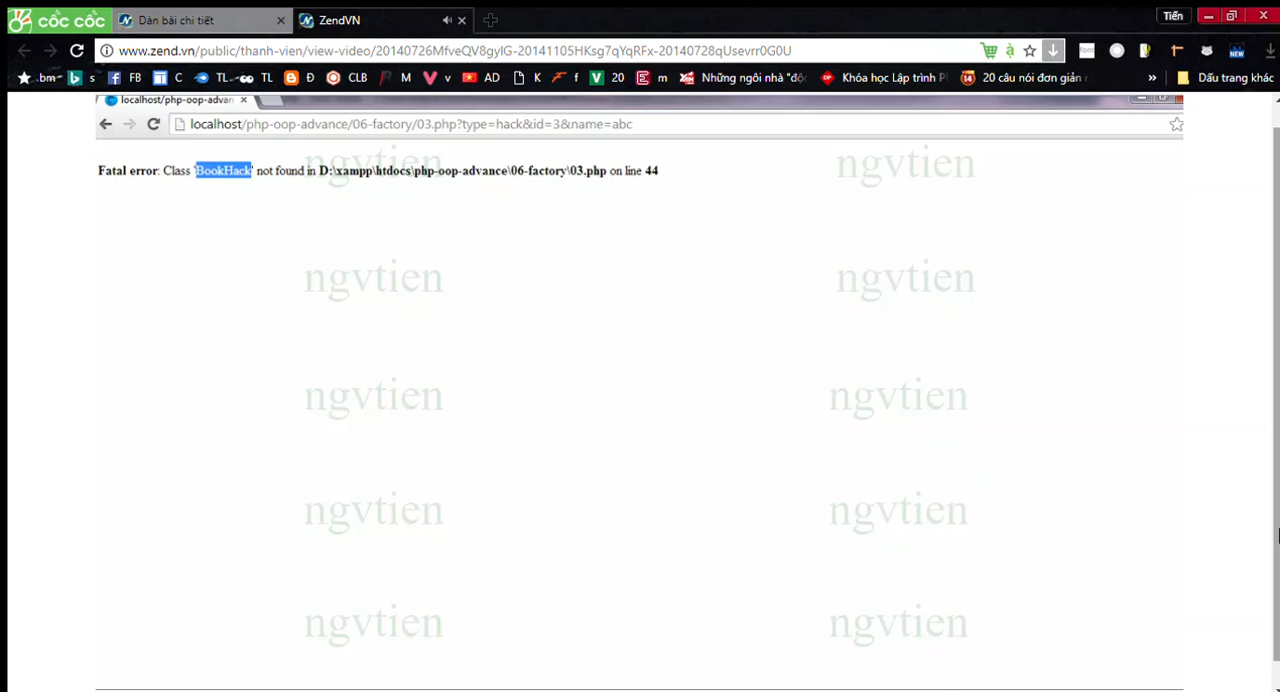 cốc cốc Dàn bài chi tiết ZendVN Tiến
www.zend.vn/public/thanh-vien/view-video/20140726MfveQV8gylG-20141105HKsg7qYqRFx-20140728qUsevrr0G0U
bm s FB C TL TL Đ CLB M v AD K f 20 m Những ngôi nhà "độc Khóa học Lập trình P 20 câu nói đơn giản » Dấu trang khác
localhost/php-oop-advan
localhost/php-oop-advance/06-factory/03.php?type=hack&id=3&name=abc
Fatal error: Class 'BookHack' not found in D:\xampp\htdocs\php-oop-advance\06-factory\03.php on line 44
ngvtien ngvtien
ngvtien ngvtien
ngvtien ngvtien
ngvtien ngvtien
ngvtien ngvtien